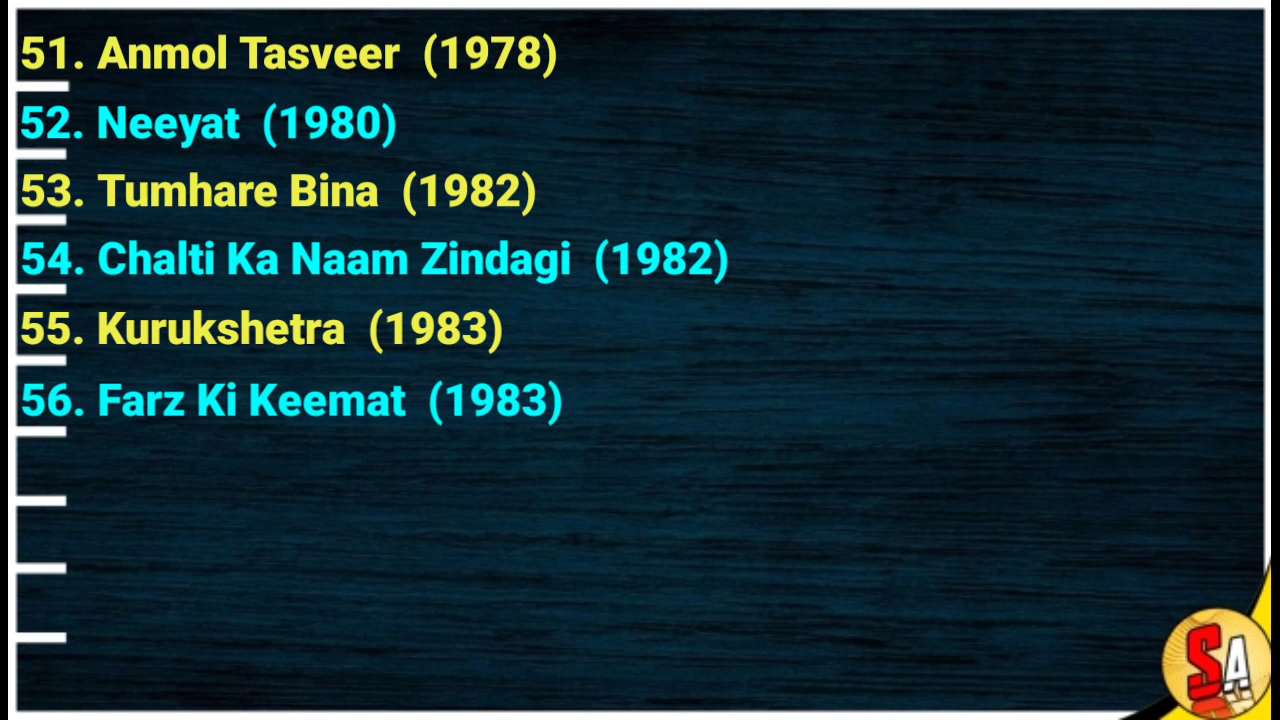 51. Anmol Tasveer (1978)
52. Neeyat (1980)
53. Tumhare Bina (1982)
54. Chalti Ka Naam Zindagi (1982)
55. Kurukshetra (1983)
56. Farz Ki Keemat (1983)
SA